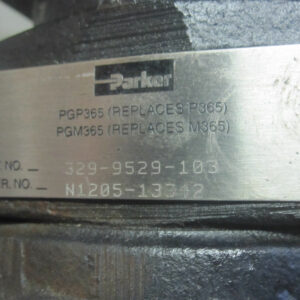 Parker
PGP365 (REPLACES P365)
PGM365 (REPLACES M365)
NO. 329-9529-103
R. NO. N1205-13342